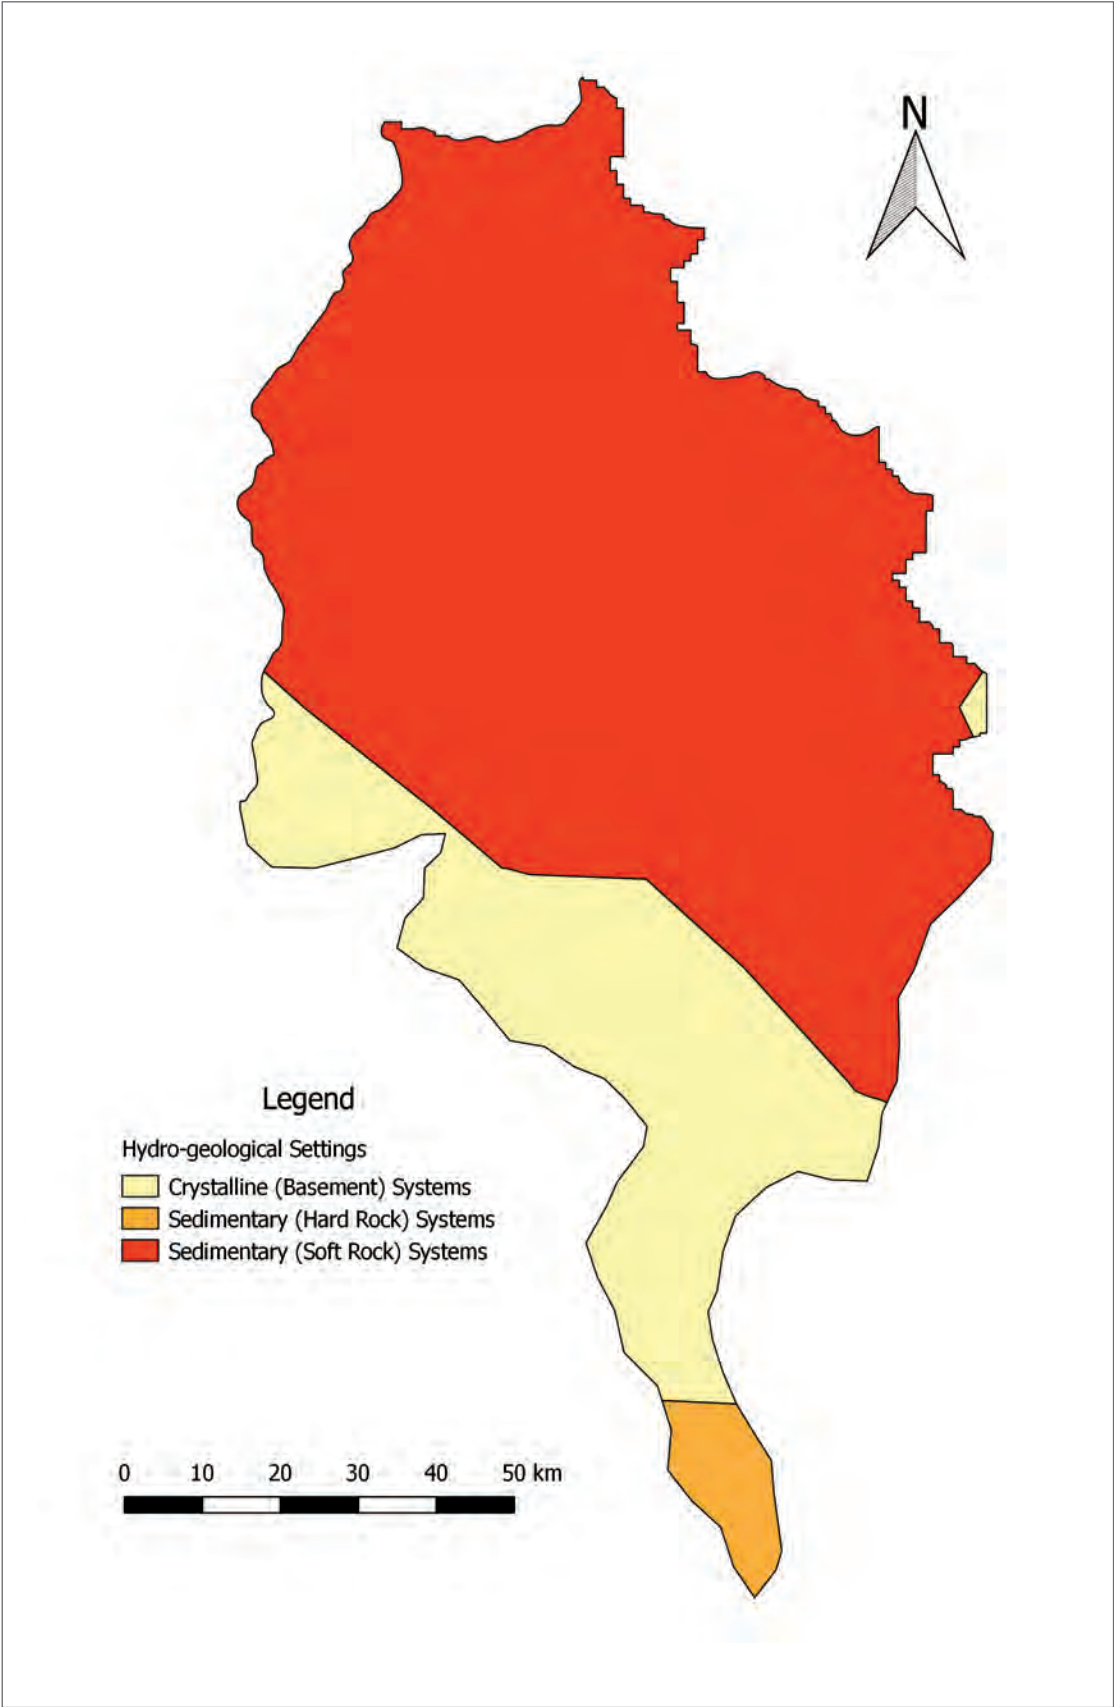 N
Legend
Hydro-geological Settings
Crystalline (Basement) Systems
Sedimentary (Hard Rock) Systems
Sedimentary (Soft Rock) Systems
0 10 20 30 40 50 km